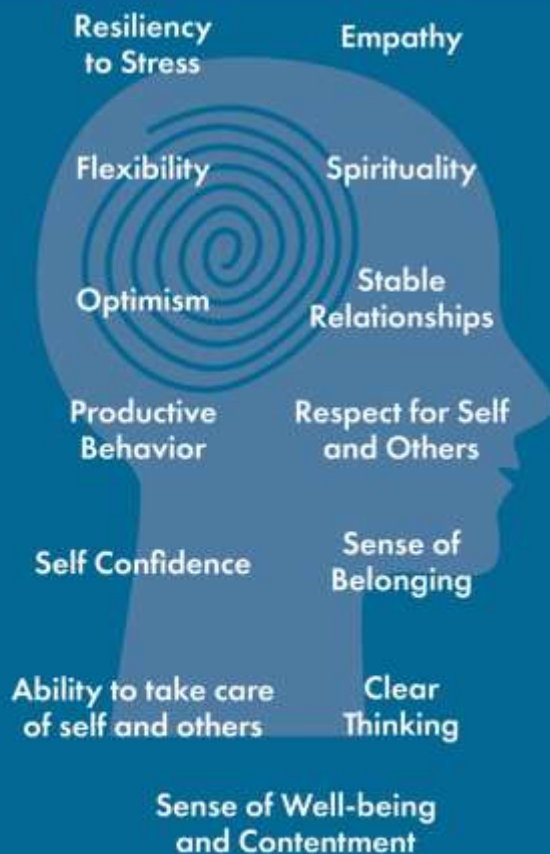 Resiliency
to Stress
Empathy
Flexibility
Spirituality
Optimism
Stable
Relationships
Productive
Behavior
Respect for Self
and Others
Self Confidence
Sense of
Belonging
Ability to take care
of self and others
Clear
Thinking
Sense of Well-being
and Contentment